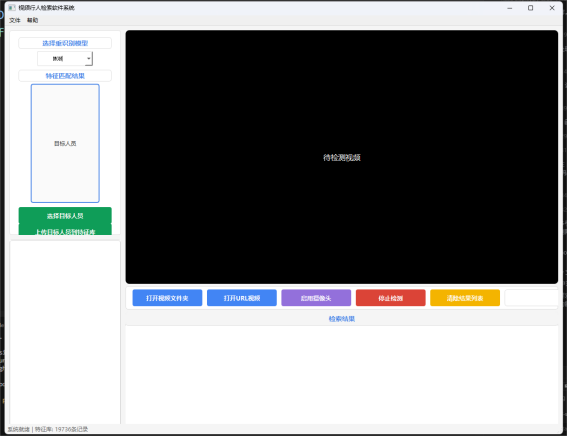 视频行人检索软件系统
文件 帮助
选择重识别模型
特征匹配结果
目标人员
选择目标人员
上传目标人员到特征库
待检测视频
打开视频文件夹 打开URL视频 启用摄像头 停止检测 清除结果列表
检索结果
系统就绪 | 特征库: 19736条记录